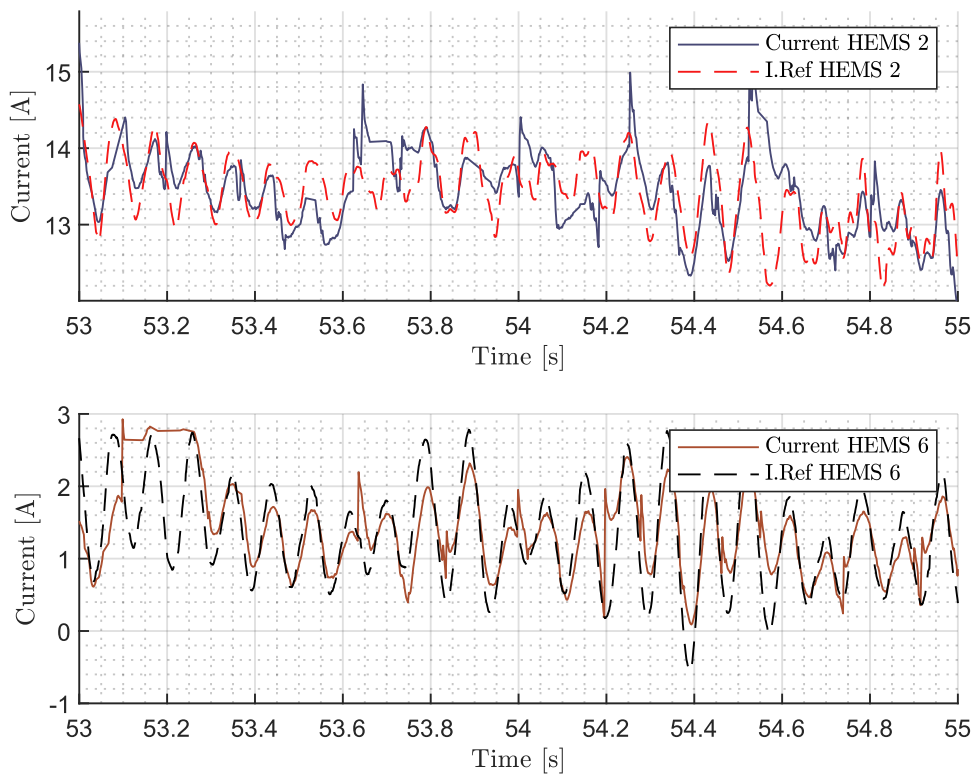 Current HEMS 2
I.Ref HEMS 2
15
14
13
Current [A]
53 53.2 53.4 53.6 53.8 54 54.2 54.4 54.6 54.8 55
Time [s]
Current HEMS 6
I.Ref HEMS 6
3
2
1
0
-1
Current [A]
53 53.2 53.4 53.6 53.8 54 54.2 54.4 54.6 54.8 55
Time [s]